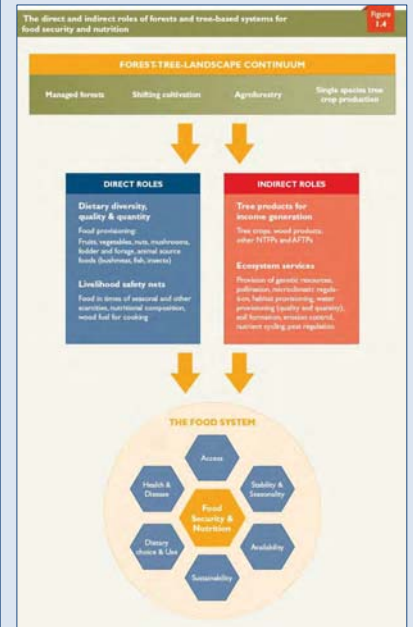 The direct and indirect roles of forests and tree-based systems for
food security and nutrition
Figure
1.4
FOREST-TREE-LANDSCAPE CONTINUUM
Managed forests
Shifting cultivation
Agroforestry
Single species tree
crop production
DIRECT ROLES
Dietary diversity,
quality & quantity
Food provisioning:
Fruits, vegetables, nuts, mushrooms,
fodder and forage, animal source
foods (bushmeat, fish, insects)
Livelihood safety nets
Food in times of seasonal and other
scarcities, nutritional composition,
wood fuel for cooking
INDIRECT ROLES
Tree products for
income generation
Tree crops, wood products,
other NTFPs and AFTPs
Ecosystem services
Provision of genetic resources,
pollination, microclimate regula-
tion, habitat provisioning, water
provisioning (quality and quantity),
soil formation, erosion control,
nutrient cycling, pest regulation
THE FOOD SYSTEM
Access
Health &
Disease
Stability &
Seasonality
Food
Security &
Nutrition
Dietary
choice & Use
Availability
Sustainability